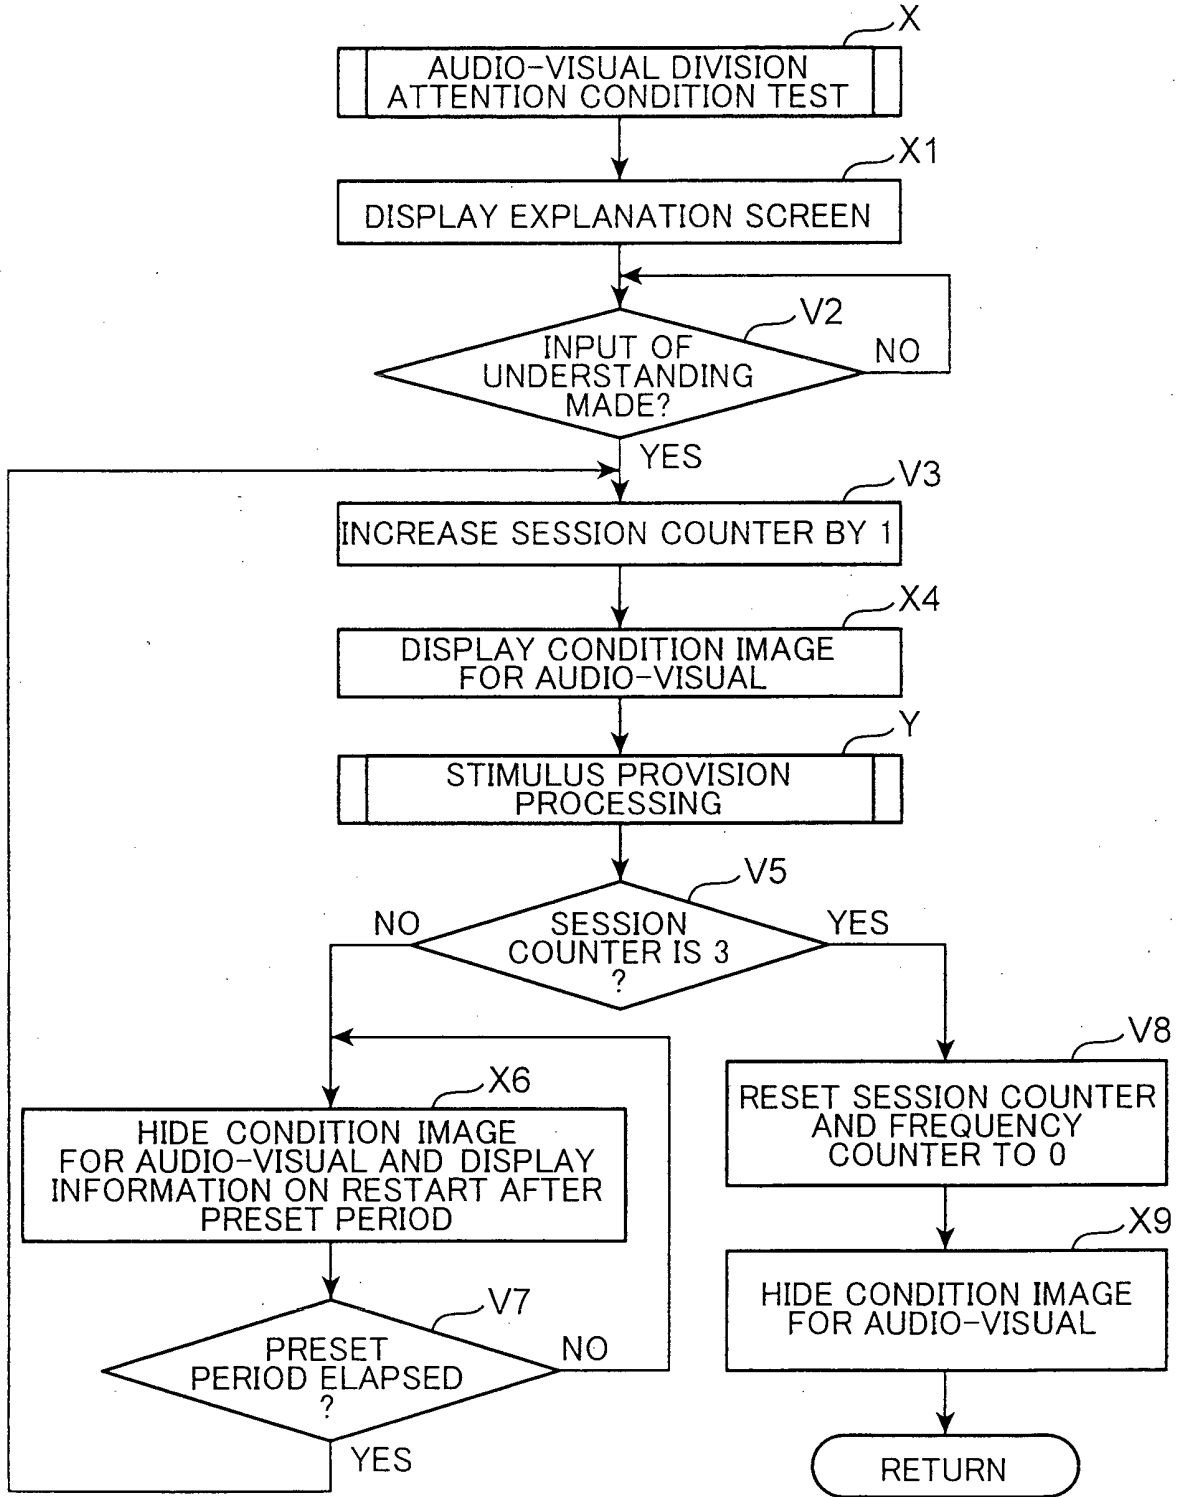 X
AUDIO-VISUAL DIVISION
ATTENTION CONDITION TEST
X1
DISPLAY EXPLANATION SCREEN
V2
INPUT OF
UNDERSTANDING
MADE?
NO
YES
V3
INCREASE SESSION COUNTER BY 1
X4
DISPLAY CONDITION IMAGE
FOR AUDIO-VISUAL
Y
STIMULUS PROVISION
PROCESSING
V5
SESSION
COUNTER IS 3
?
NO
YES
X6
HIDE CONDITION IMAGE
FOR AUDIO-VISUAL AND DISPLAY
INFORMATION ON RESTART AFTER
PRESET PERIOD
V7
PRESET
PERIOD ELAPSED
?
NO
YES
V8
RESET SESSION COUNTER
AND FREQUENCY
COUNTER TO 0
X9
HIDE CONDITION IMAGE
FOR AUDIO-VISUAL
RETURN